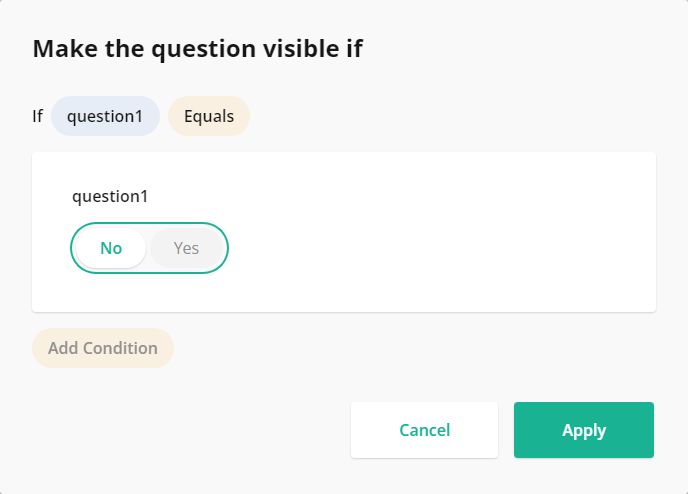 Make the question visible if
If question1 Equals
question1
No Yes
Add Condition
Cancel Apply